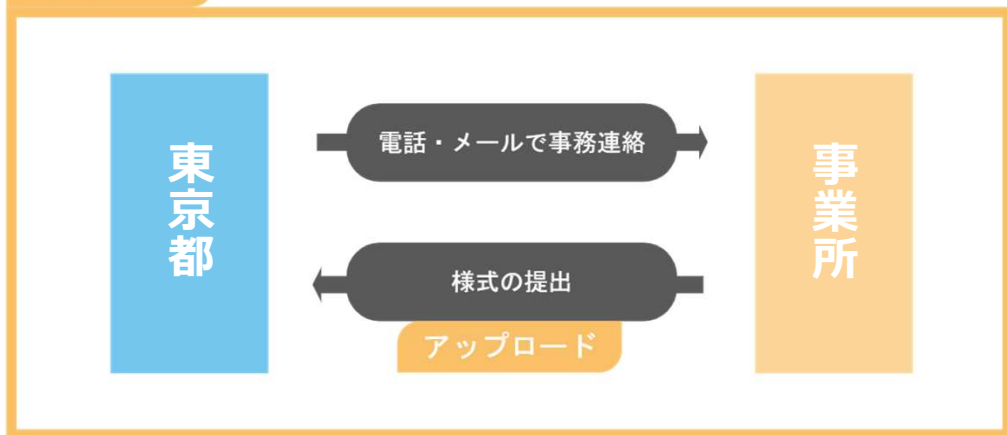 東京都
電話・メールで事務連絡
事業所
様式の提出
アップロード